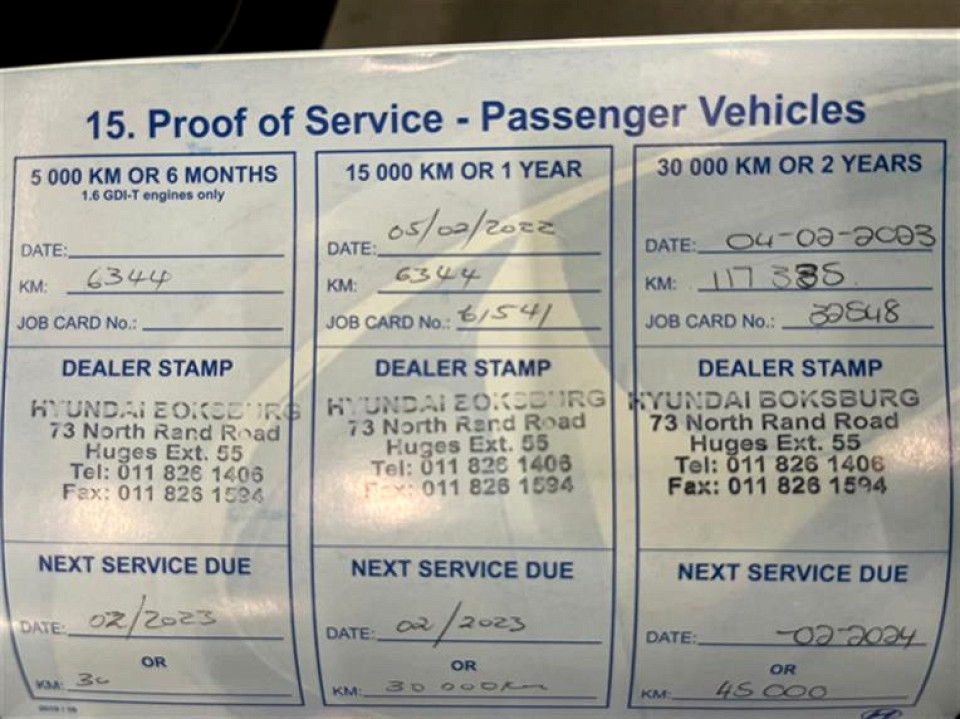 15. Proof of Service - Passenger Vehicles
5 000 KM OR 6 MONTHS
1.6 GDI-T engines only
DATE:
KM: 6344
JOB CARD No.:
DEALER STAMP
HYUNDAI BOKSBURG
73 North Rand Road
Huges Ext. 55
Tel: 011 826 1406
Fax: 011 826 1594
NEXT SERVICE DUE
DATE: 02/2023
OR
KM: 30
15 000 KM OR 1 YEAR
DATE: 05/02/2022
KM: 6344
JOB CARD No.: 61541
DEALER STAMP
HYUNDAI BOKSBURG
73 North Rand Road
Huges Ext. 55
Tel: 011 826 1406
Fax: 011 826 1594
NEXT SERVICE DUE
DATE: 02/2023
OR
KM: 30 000km
30 000 KM OR 2 YEARS
DATE: 04-02-2023
KM:
JOB CARD No.: 32548
DEALER STAMP
HYUNDAI BOKSBURG
73 North Rand Road
Huges Ext. 55
Tel: 011 826 1406
Fax: 011 826 1594
NEXT SERVICE DUE
DATE: -02-2024
OR
KM: 45 000